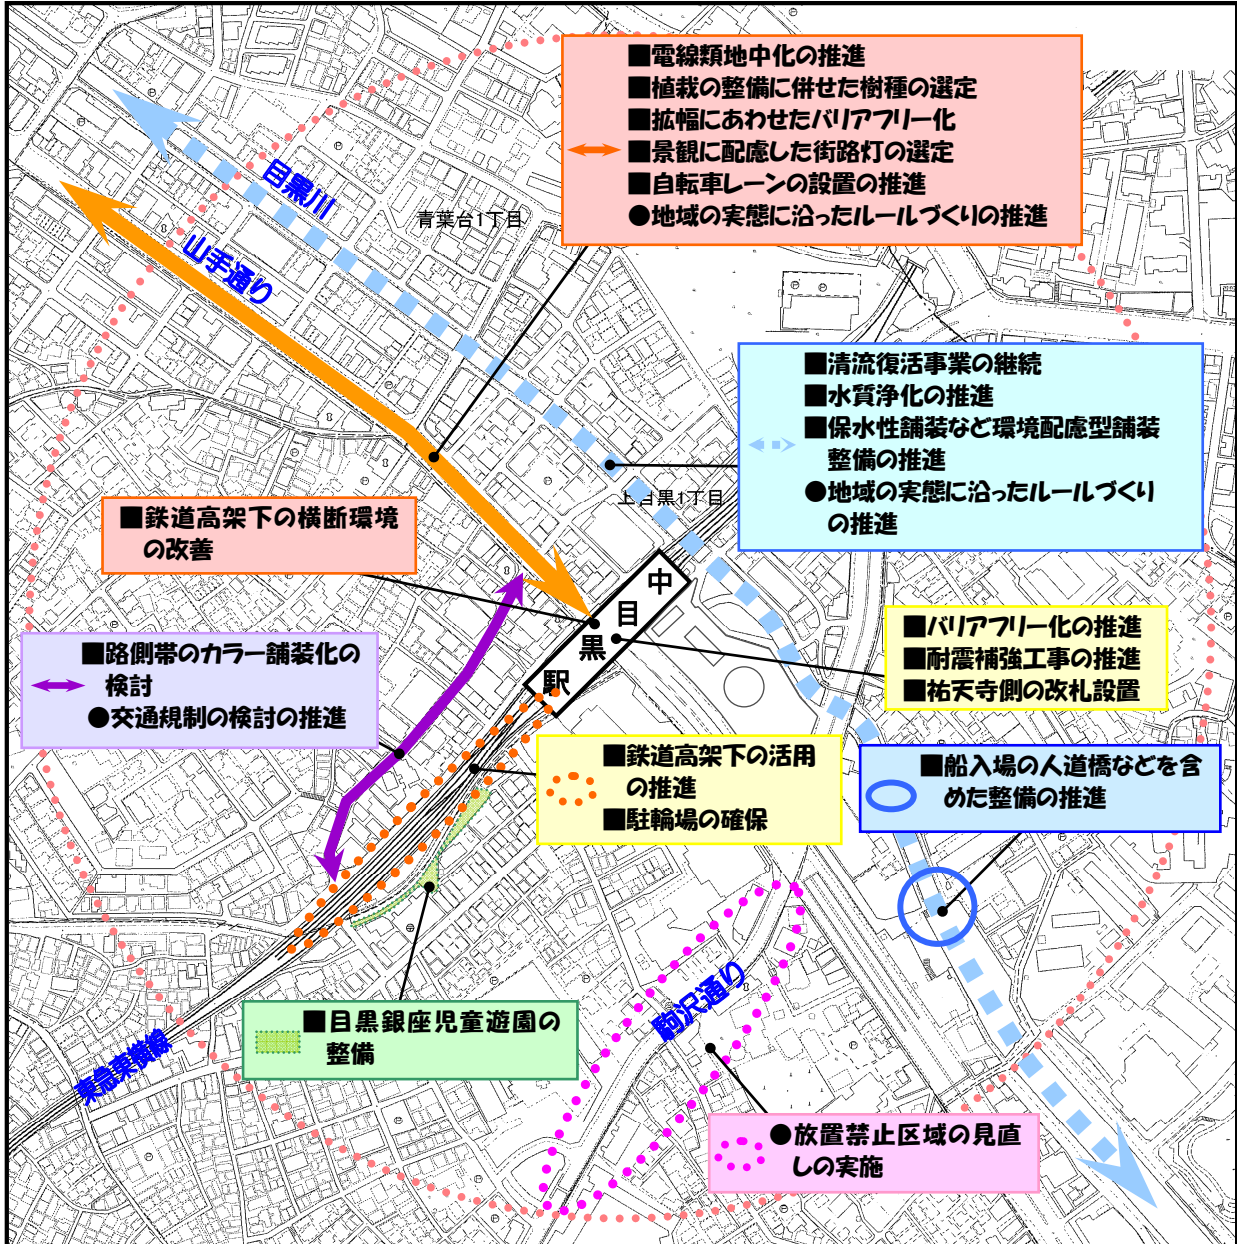 ■電線類地中化の推進
■植栽の整備に併せた樹種の選定
■拡幅にあわせたバリアフリー化
■景観に配慮した街路灯の選定
■自転車レーンの設置の推進
●地域の実態に沿ったルールづくりの推進
目黒川
青葉台1丁目
山手通り
■清流復活事業の継続
■水質浄化の推進
■保水性舗装など環境配慮型舗装
整備の推進
●地域の実態に沿ったルールづくり
の推進
上目黒1丁目
■鉄道高架下の横断環境
の改善
中目黒駅
■バリアフリー化の推進
■耐震補強工事の推進
■祐天寺側の改札設置
■路側帯のカラー舗装化の
検討
●交通規制の検討の推進
■鉄道高架下の活用
の推進
■駐輪場の確保
■船入場の人道橋などを含
めた整備の推進
駒沢通り
■目黒銀座児童遊園の
整備
東急東横線
●放置禁止区域の見直
しの実施